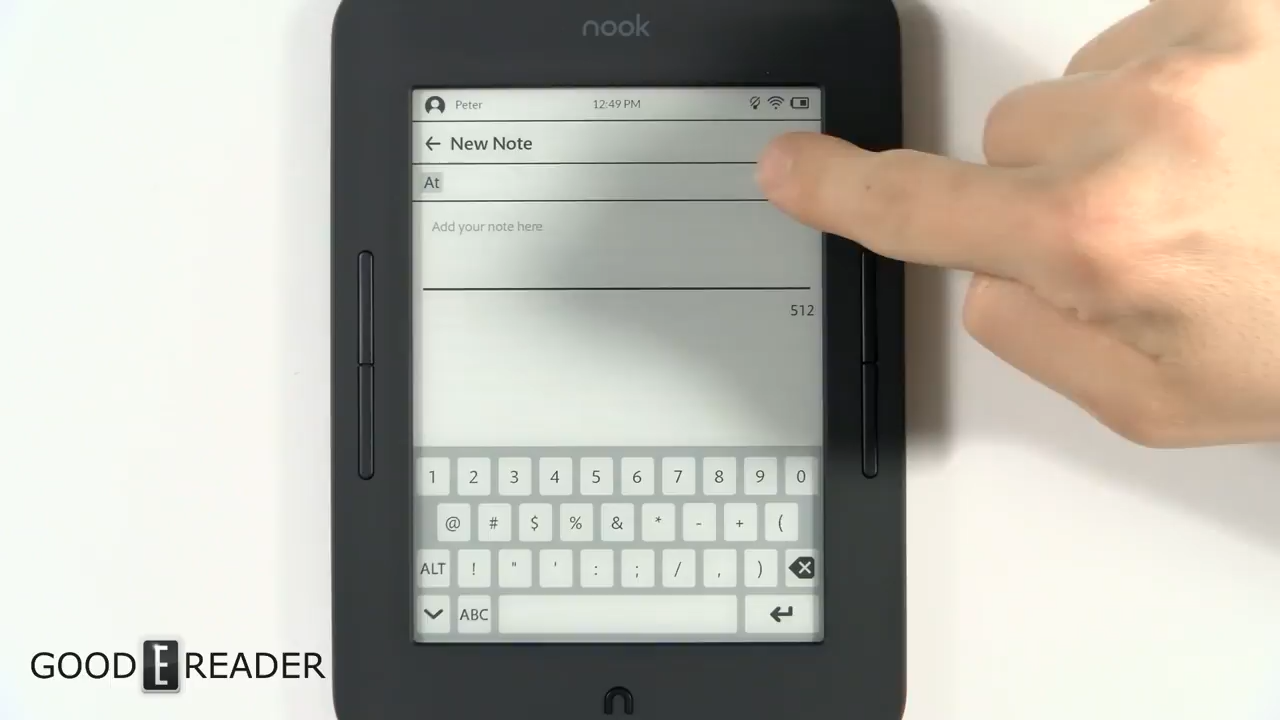 nook
Peter 12:49 PM
← New Note
At
Add your note here
512
1 2 3 4 5 6 7 8 9 0
@ # $ % & * - + (
ALT ! " ' : ; / , )
ABC
n
GOOD E READER